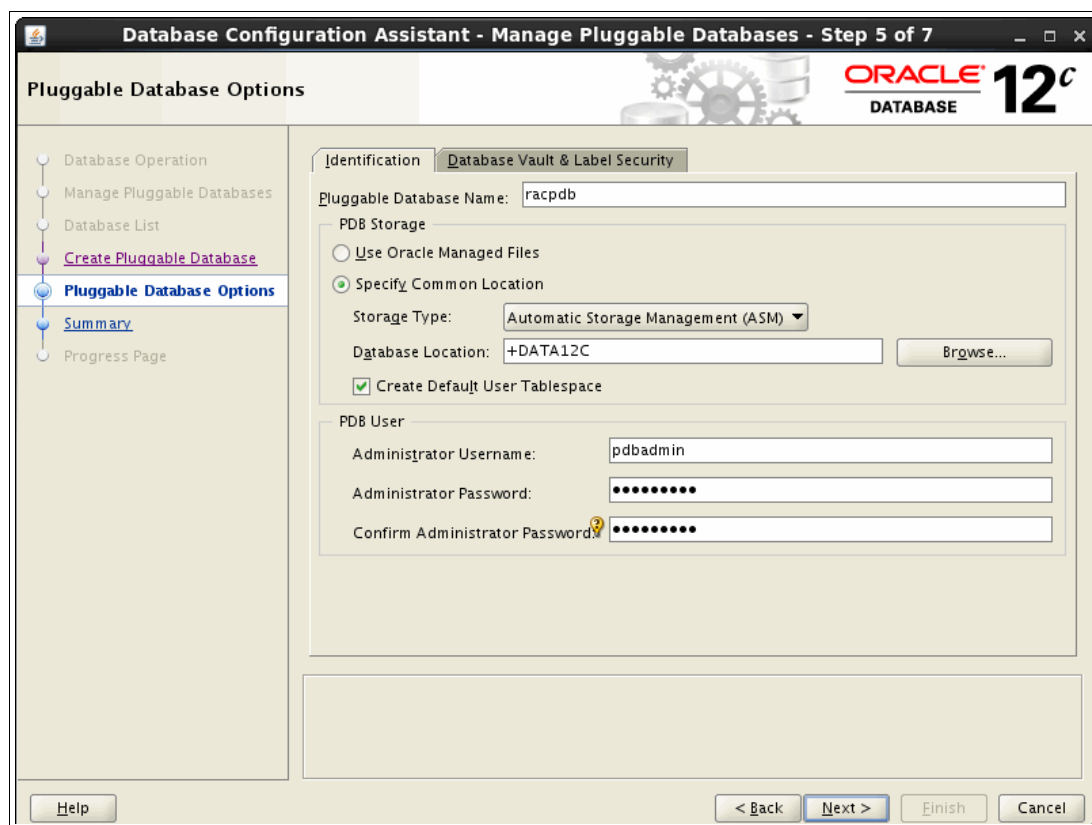 Database Configuration Assistant - Manage Pluggable Databases - Step 5 of 7
Pluggable Database Options
ORACLE
DATABASE
12c
Database Operation
Manage Pluggable Databases
Database List
Create Pluggable Database
Pluggable Database Options
Summary
Progress Page
Identification
Database Vault & Label Security
Pluggable Database Name: racpdb
PDB Storage
Use Oracle Managed Files
Specify Common Location
Storage Type: Automatic Storage Management (ASM)
Database Location: +DATA12C Browse...
Create Default User Tablespace
PDB User
Administrator Username: pdbadmin
Administrator Password: •••••••••
Confirm Administrator Password: •••••••••
Help
< Back
Next >
Finish
Cancel